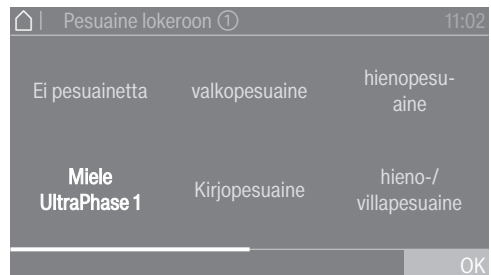 Pesuaine lokeroon ① 11:02
Ei pesuainetta valkopesuaine hienopesu-
aine
Miele
UltraPhase 1 Kirjopesuaine hieno-/
villapesuaine
OK